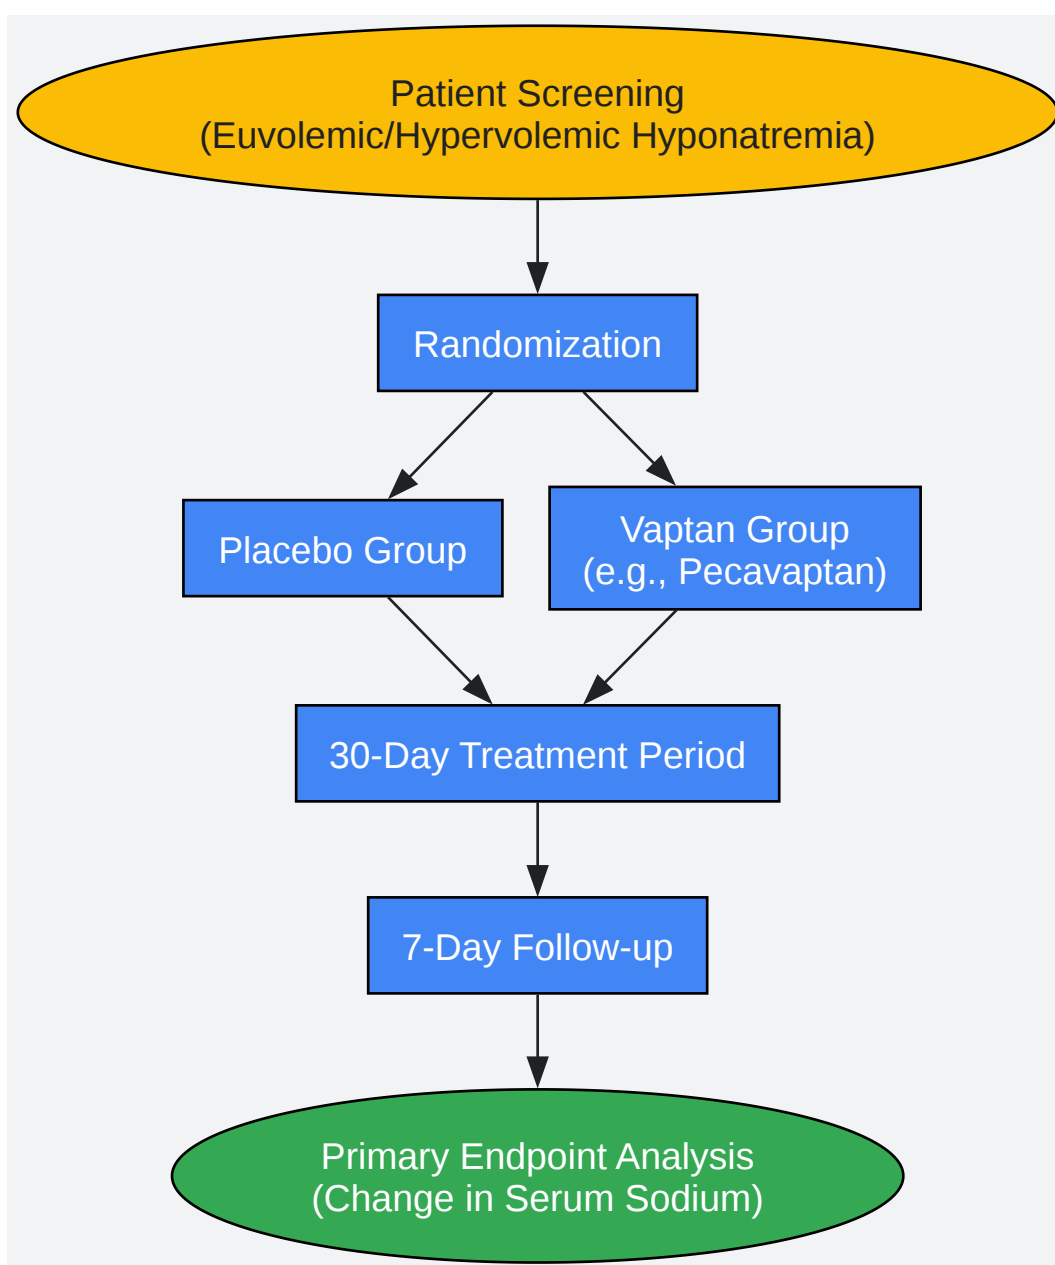 Patient Screening
(Euvolemic/Hypervolemic Hyponatremia)
Randomization
Placebo Group
Vaptan Group
(e.g., Pecavaptan)
30-Day Treatment Period
7-Day Follow-up
Primary Endpoint Analysis
(Change in Serum Sodium)